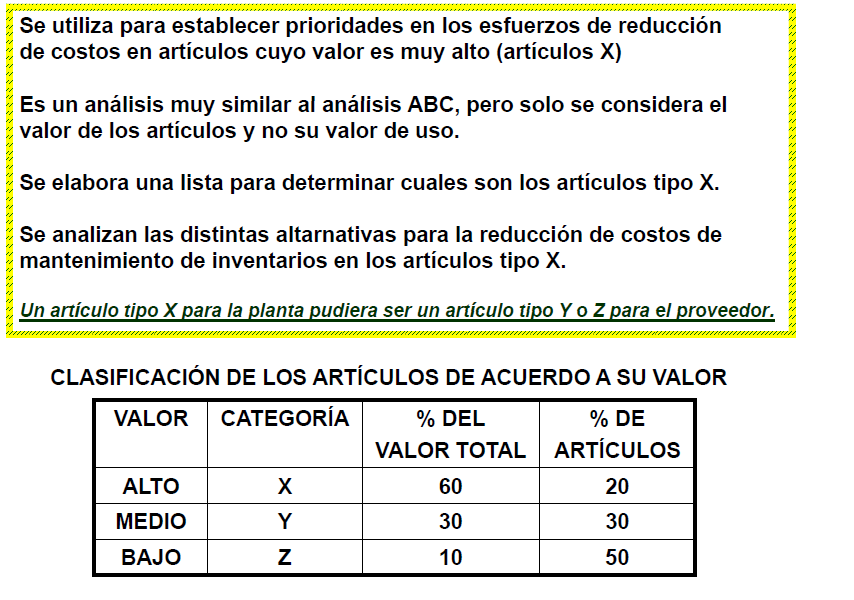 Se utiliza para establecer prioridades en los esfuerzos de reducción
de costos en artículos cuyo valor es muy alto (artículos X)
Es un análisis muy similar al análisis ABC, pero solo se considera el
valor de los artículos y no su valor de uso.
Se elabora una lista para determinar cuales son los artículos tipo X.
Se analizan las distintas altarnativas para la reducción de costos de
mantenimiento de inventarios en los artículos tipo X.
Un artículo tipo X para la planta pudiera ser un artículo tipo Y o Z para el proveedor.
CLASIFICACIÓN DE LOS ARTÍCULOS DE ACUERDO A SU VALOR
VALOR CATEGORÍA % DEL % DE
VALOR TOTAL ARTÍCULOS
ALTO X 60 20
MEDIO Y 30 30
BAJO Z 10 50